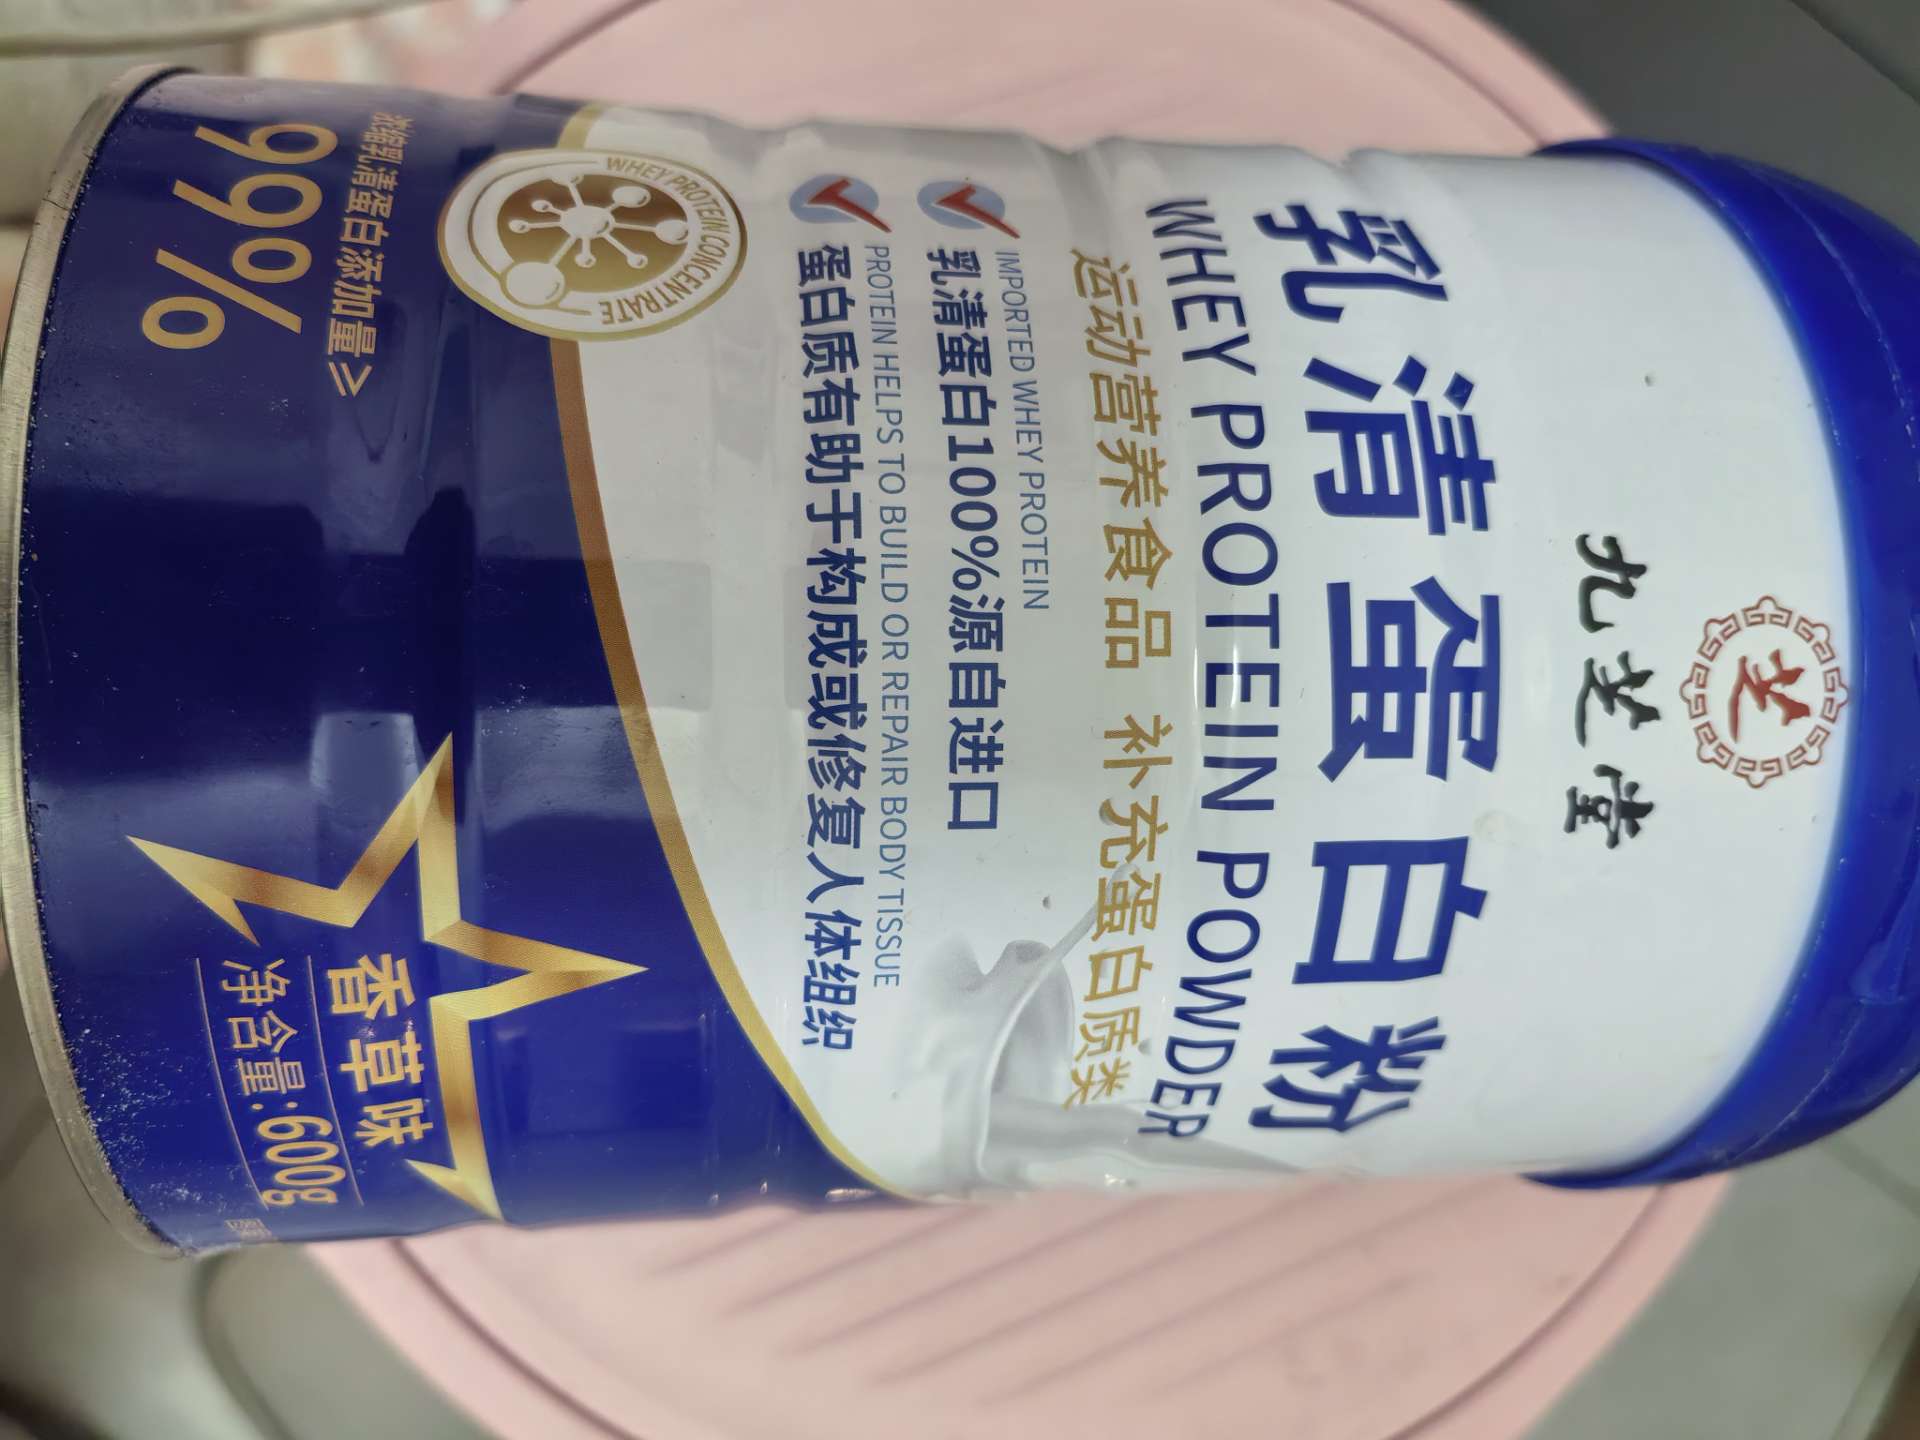 芝
九芝堂
乳清蛋白粉
WHEY PROTEIN POWDER
运动营养食品 补充蛋白质类
IMPORTED WHEY PROTEIN
乳清蛋白100%源自进口
PROTEIN HELPS TO BUILD OR REPAIR BODY TISSUE
蛋白质有助于构成或修复人体组织
WHEY PROTEIN CONCENTRATE
浓缩乳清蛋白添加量≥
99%
香草味
净含量:600g